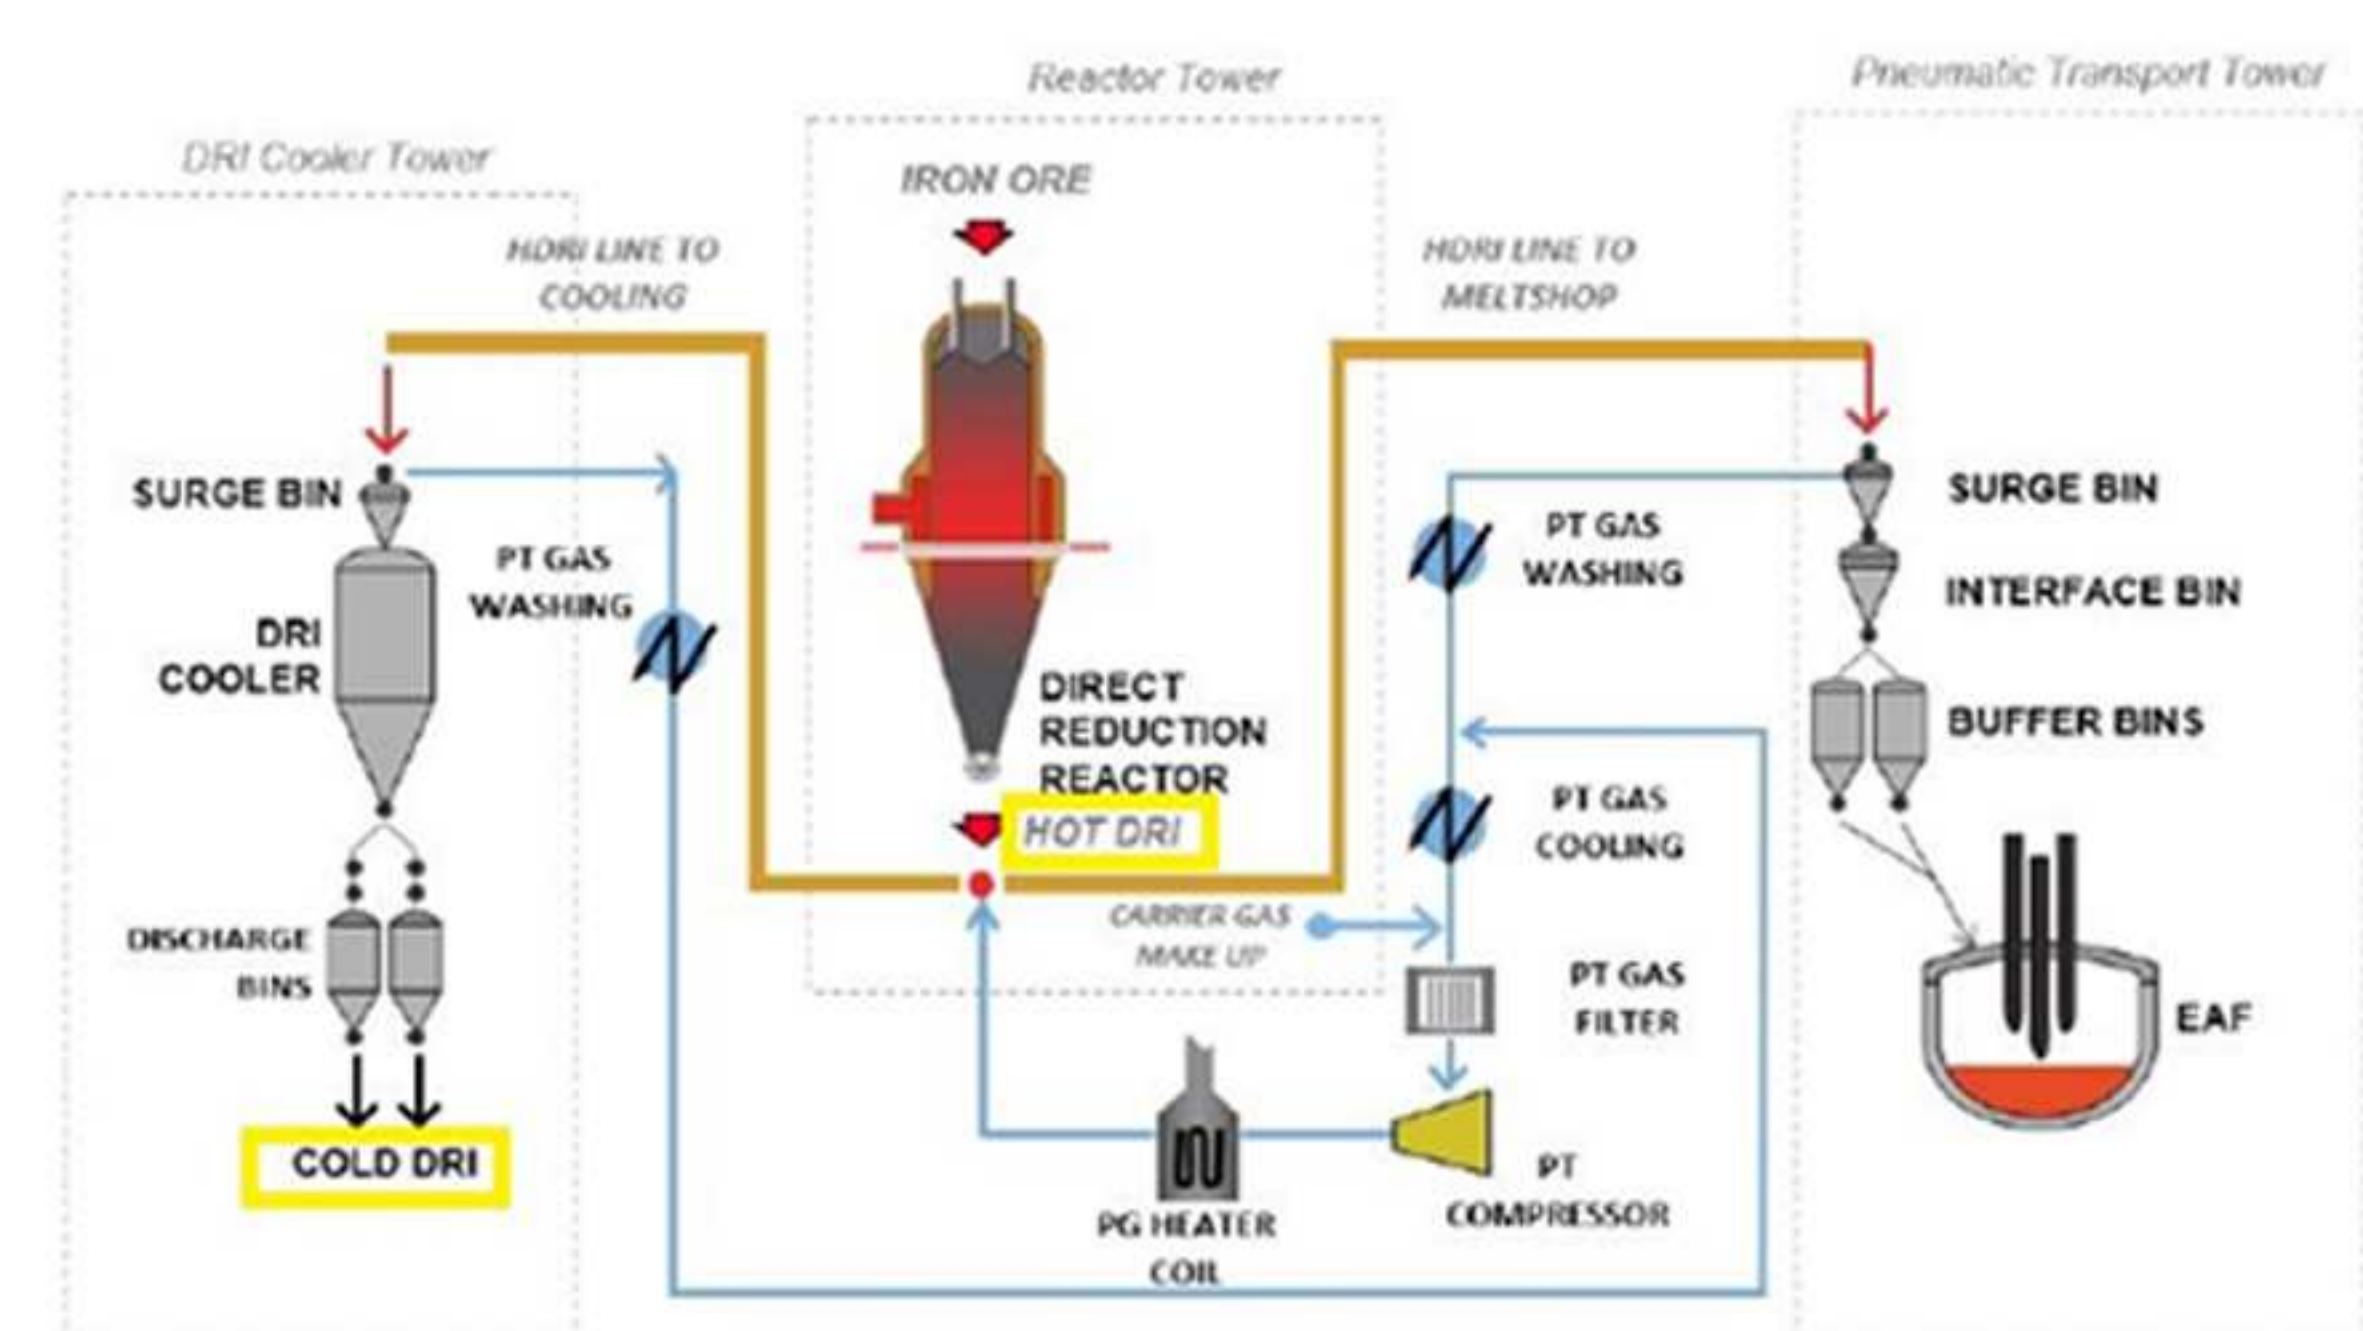 DRI Cooler Tower
Reactor Tower
Pneumatic Transport Tower
IRON ORE
HDRI LINE TO
COOLING
HDRI LINE TO
MELTSHOP
SURGE BIN
PT GAS
WASHING
DRI
COOLER
DISCHARGE
BINS
COLD DRI
DIRECT
REDUCTION
REACTOR
HOT DRI
CARRIER GAS
MAKE UP
PG HEATER
COIL
PT GAS
WASHING
PT GAS
COOLING
PT GAS
FILTER
PT
COMPRESSOR
SURGE BIN
INTERFACE BIN
BUFFER BINS
EAF